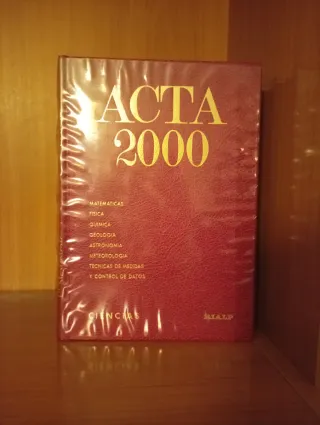 ACTA
2000
MATEMATICAS
FISICA
QUIMICA
GEOLOGIA
ASTRONOMIA
METEOROLOGIA
TECNICAS DE MEDIDAS
Y CONTROL DE DATOS
CIENCIAS
RIALP